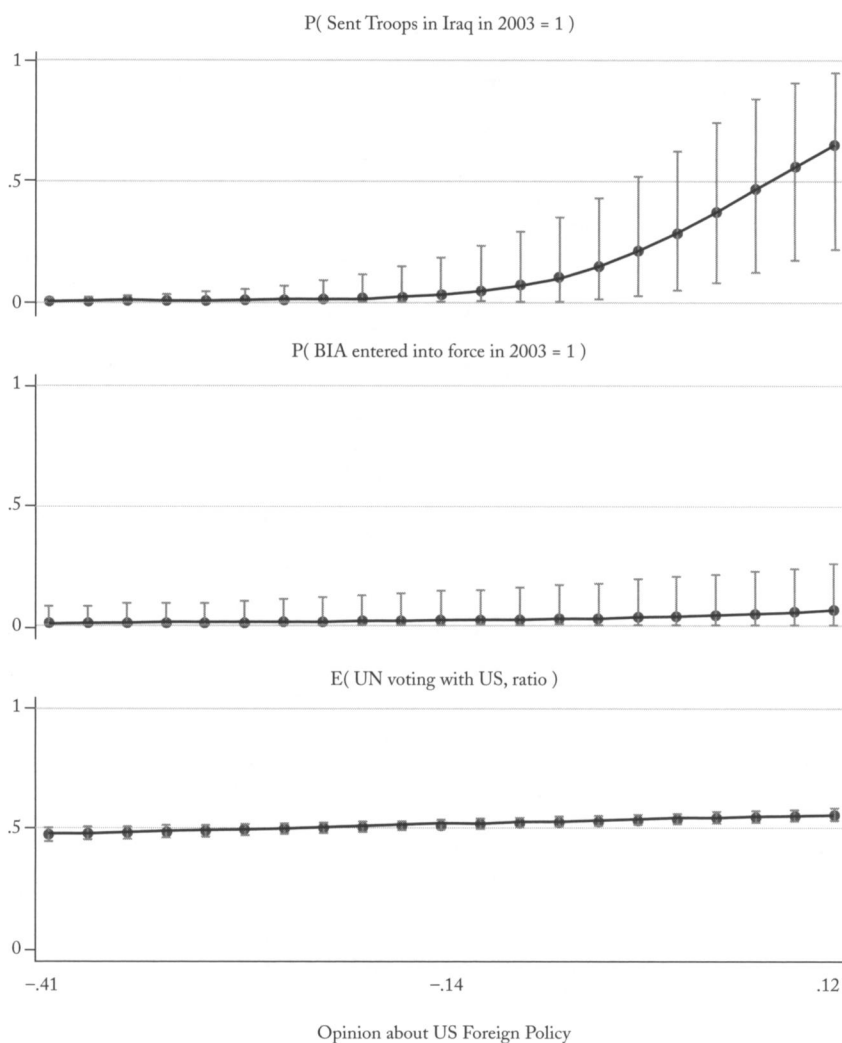 P( Sent Troops in Iraq in 2003 = 1 )
1
.5
0
P( BIA entered into force in 2003 = 1 )
1
.5
0
E( UN voting with US, ratio )
1
.5
0
−.41 −.14 .12
Opinion about US Foreign Policy